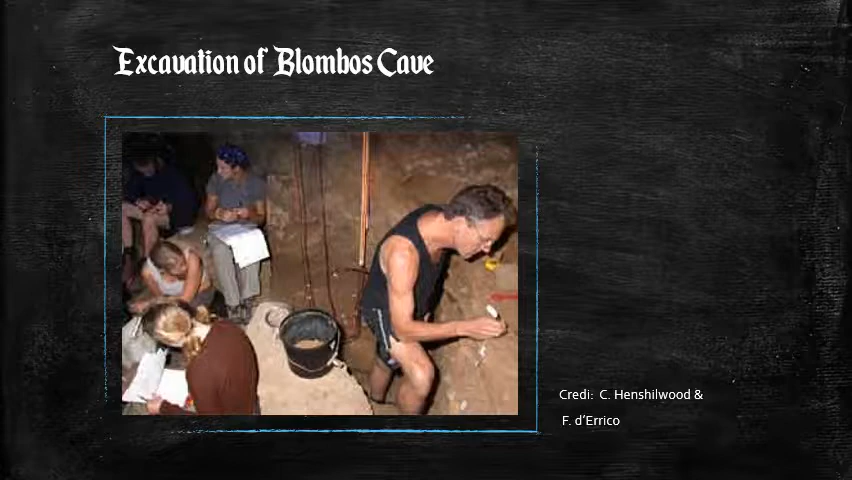 Excavation of Blombos Cave
Credi: C. Henshilwood &
F. d'Errico